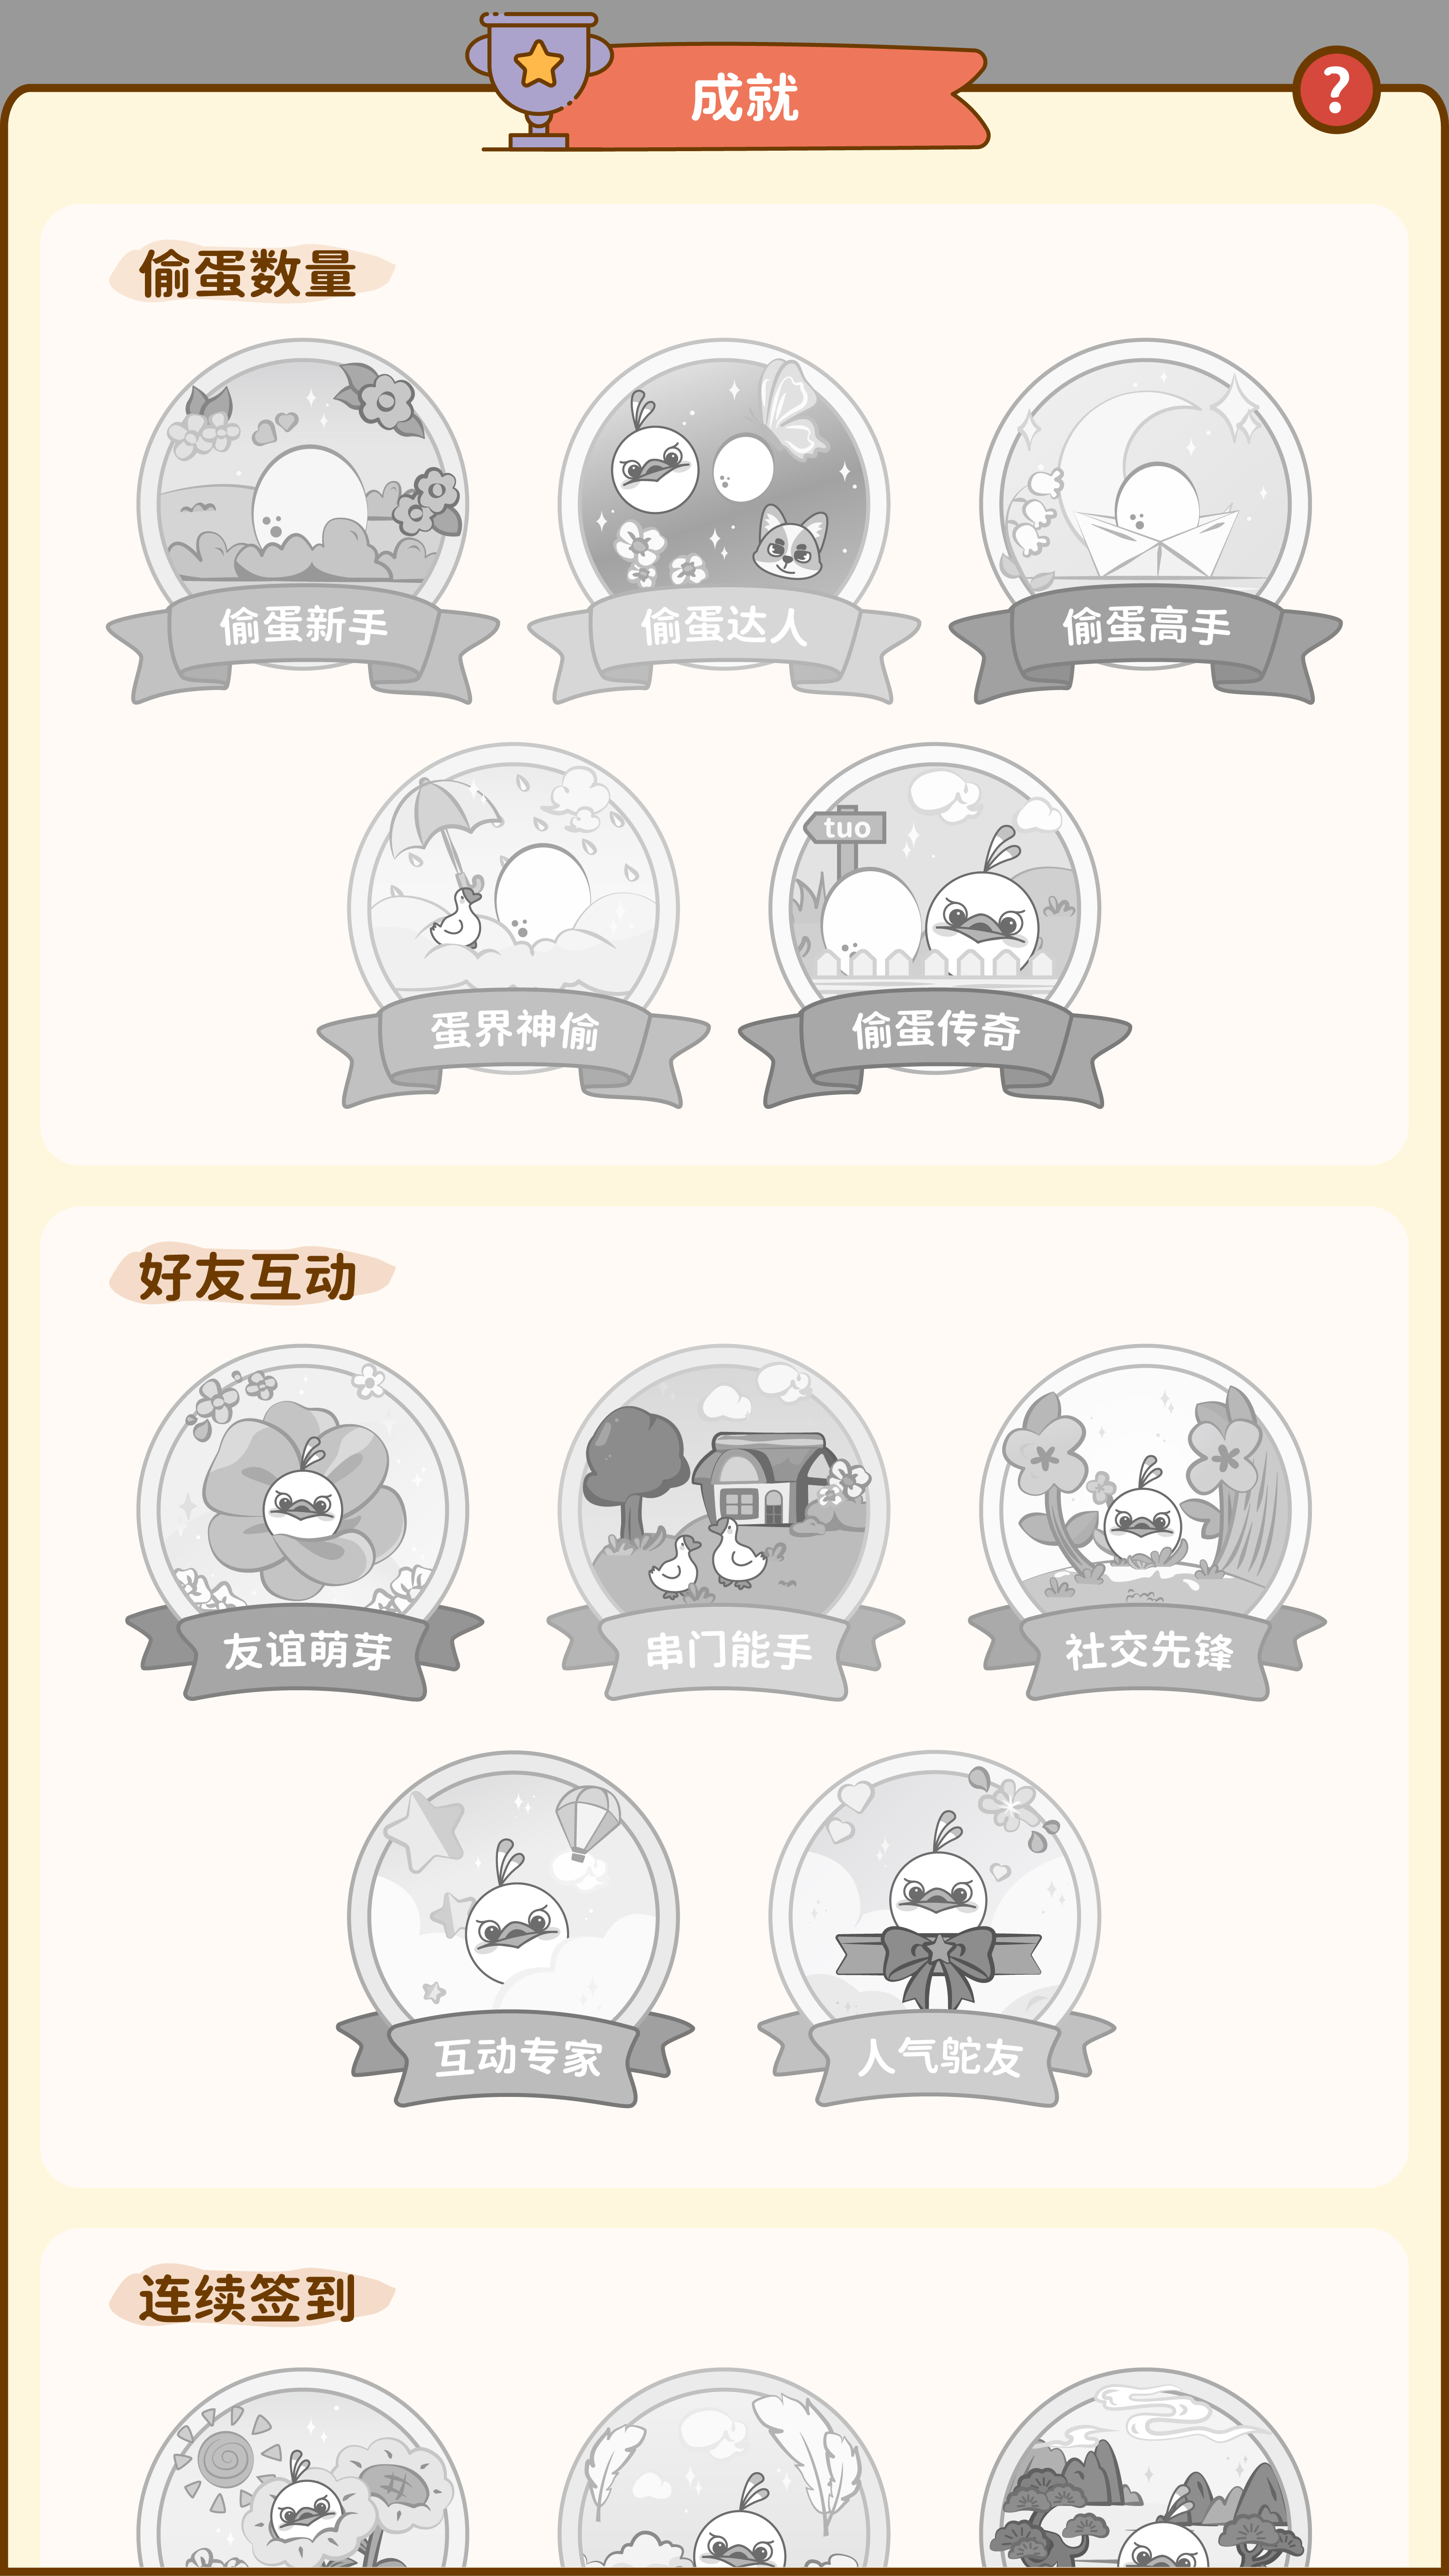 成就
?
偷蛋数量
偷蛋新手
偷蛋达人
偷蛋高手
tuo
蛋界神偷
偷蛋传奇
好友互动
友谊萌芽
串门能手
社交先锋
互动专家
人气鸵友
连续签到